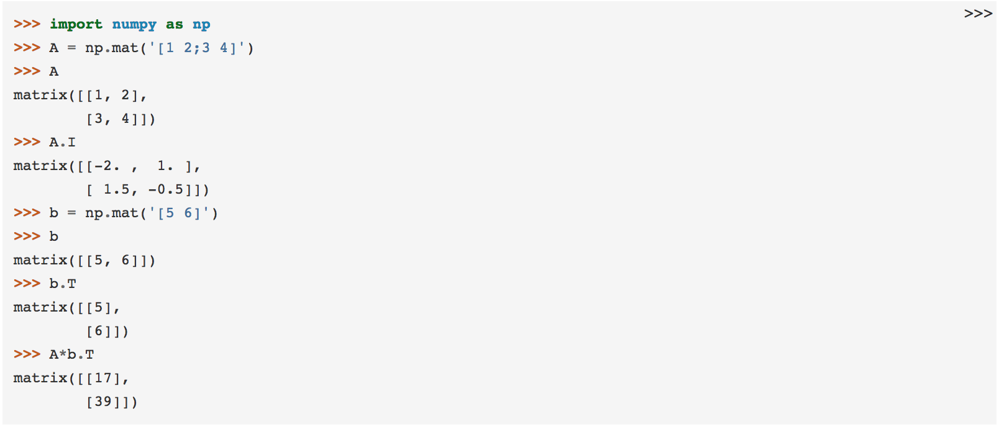 >>>
>>> import numpy as np
>>> A = np.mat('[1 2;3 4]')
>>> A
matrix([[1, 2],
        [3, 4]])
>>> A.I
matrix([[-2. ,  1. ],
        [ 1.5, -0.5]])
>>> b = np.mat('[5 6]')
>>> b
matrix([[5, 6]])
>>> b.T
matrix([[5],
        [6]])
>>> A*b.T
matrix([[17],
        [39]])